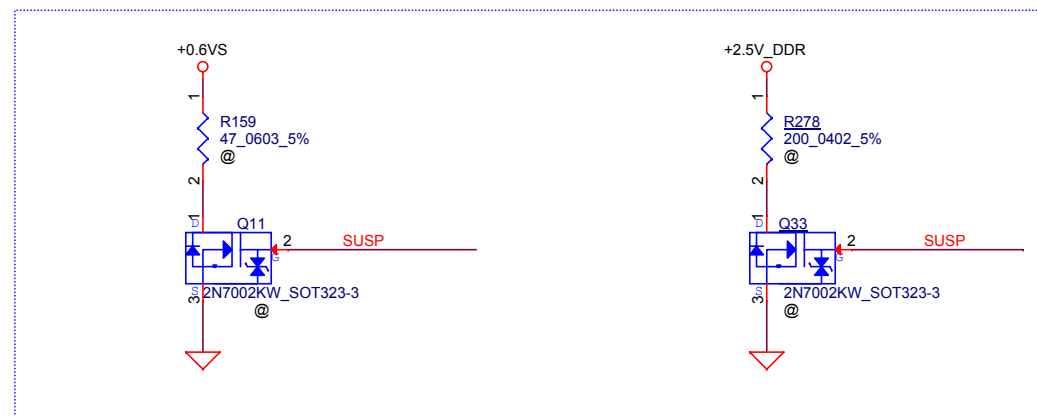 +0.6VS
1
R159
47_0603_5%
@
2
1
D
Q11
2
SUSP
G
S
3
2N7002KW_SOT323-3
@
+2.5V_DDR
1
R278
200_0402_5%
@
2
1
D
Q33
2
SUSP
G
S
3
2N7002KW_SOT323-3
@